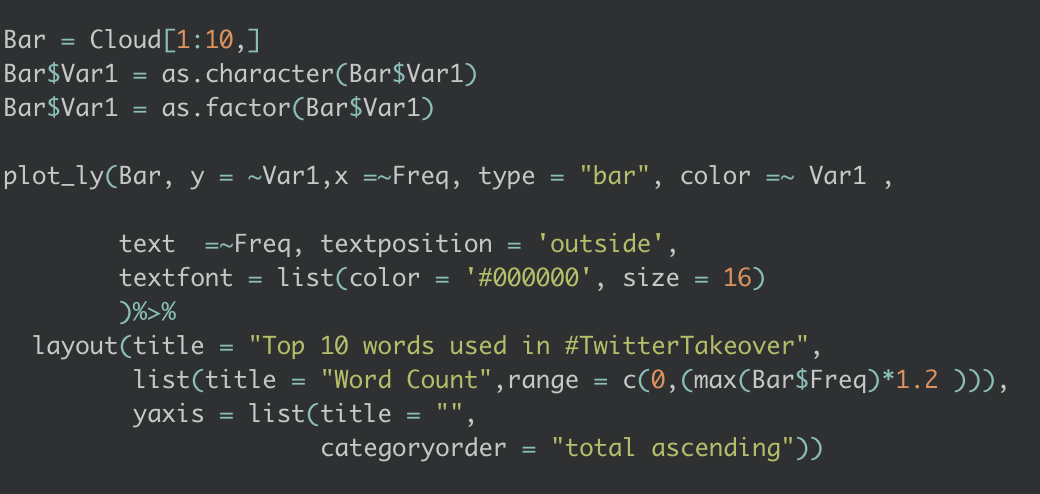 Bar = Cloud[1:10,]
Bar$Var1 = as.character(Bar$Var1)
Bar$Var1 = as.factor(Bar$Var1)
plot_ly(Bar, y = ~Var1,x =~Freq, type = "bar", color =~ Var1 ,
text  =~Freq, textposition = 'outside',
textfont = list(color = '#000000', size = 16)
)%>%
layout(title = "Top 10 words used in #TwitterTakeover",
list(title = "Word Count",range = c(0,(max(Bar$Freq)*1.2 ))),
yaxis = list(title = "",
categoryorder = "total ascending"))